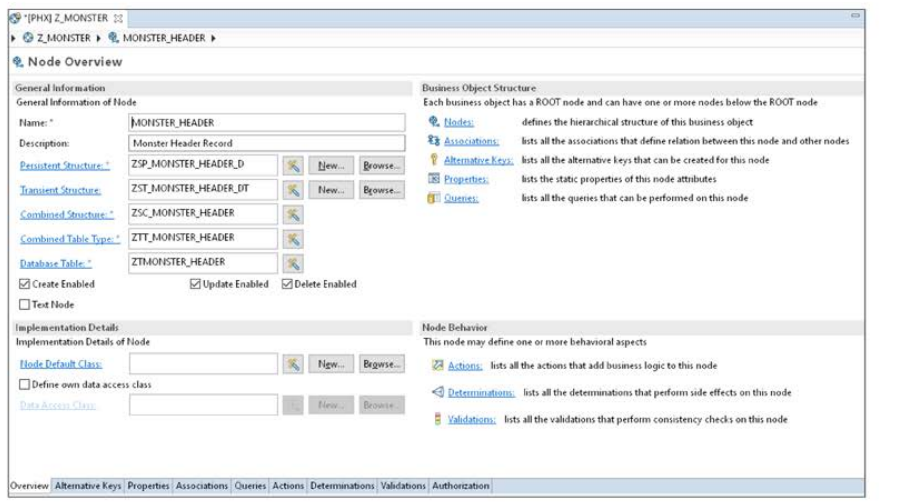 *[PHX] Z_MONSTER
Z_MONSTER MONSTER_HEADER
Node Overview
General Information
General Information of Node
Name: * MONSTER_HEADER
Description: Monster Header Record
Persistent Structure: * ZSP_MONSTER_HEADER_D New... Browse...
Transient Structure: ZST_MONSTER_HEADER_DT New... Browse...
Combined Structure: * ZSC_MONSTER_HEADER
Combined Table Type: * ZTT_MONSTER_HEADER
Database Table: * ZTMONSTER_HEADER
Create Enabled Update Enabled Delete Enabled
Text Node
Implementation Details
Implementation Details of Node
Node Default Class: New... Browse...
Define own data access class
Data Access Class: New... Browse...
Business Object Structure
Each business object has a ROOT node and can have one or more nodes below the ROOT node
Nodes: defines the hierarchical structure of this business object
Associations: lists all the associations that define relation between this node and other nodes
Alternative Keys: lists all the alternative keys that can be created for this node
Properties: lists the static properties of this node attributes
Queries: lists all the queries that can be performed on this node
Node Behavior
This node may define one or more behavioral aspects
Actions: lists all the actions that add business logic to this node
Determinations: lists all the determinations that perform side effects on this node
Validations: lists all the validations that perform consistency checks on this node
Overview Alternative Keys Properties Associations Queries Actions Determinations Validations Authorization